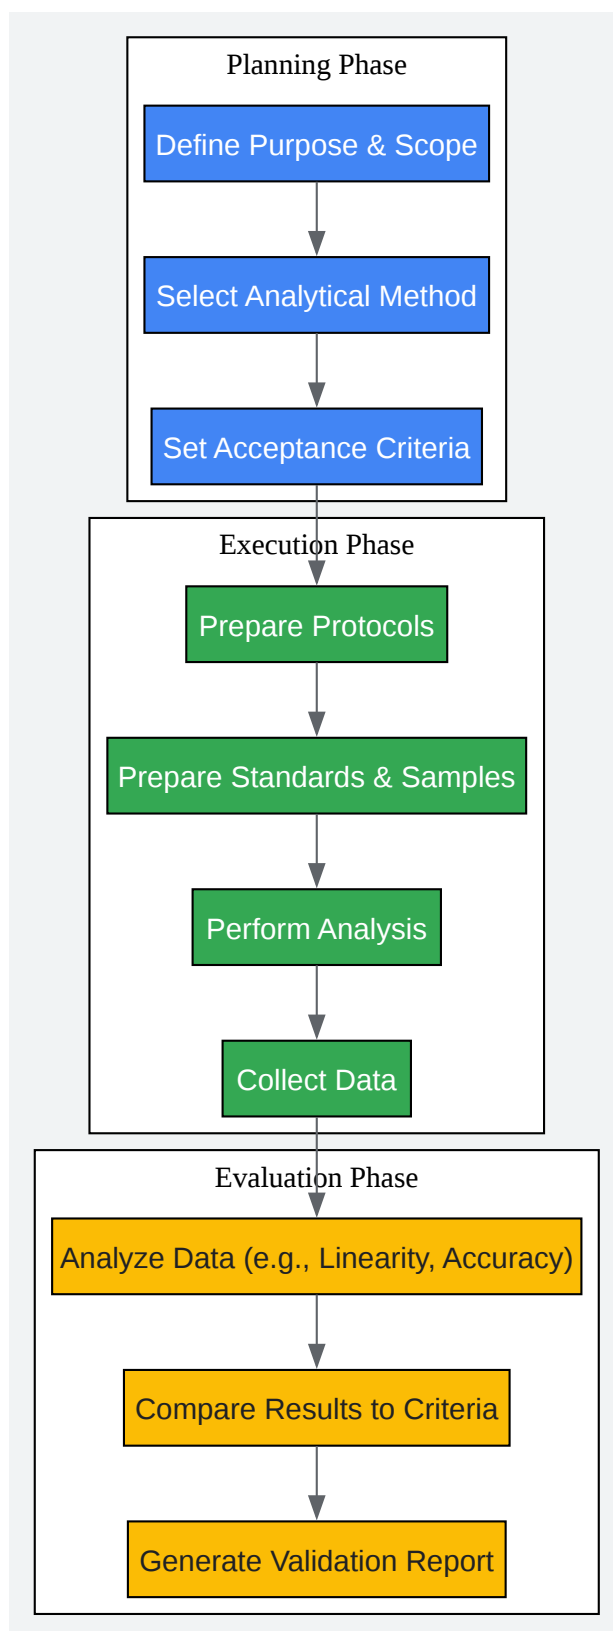 Planning Phase
Define Purpose & Scope
Select Analytical Method
Set Acceptance Criteria
Execution Phase
Prepare Protocols
Prepare Standards & Samples
Perform Analysis
Collect Data
Evaluation Phase
Analyze Data (e.g., Linearity, Accuracy)
Compare Results to Criteria
Generate Validation Report